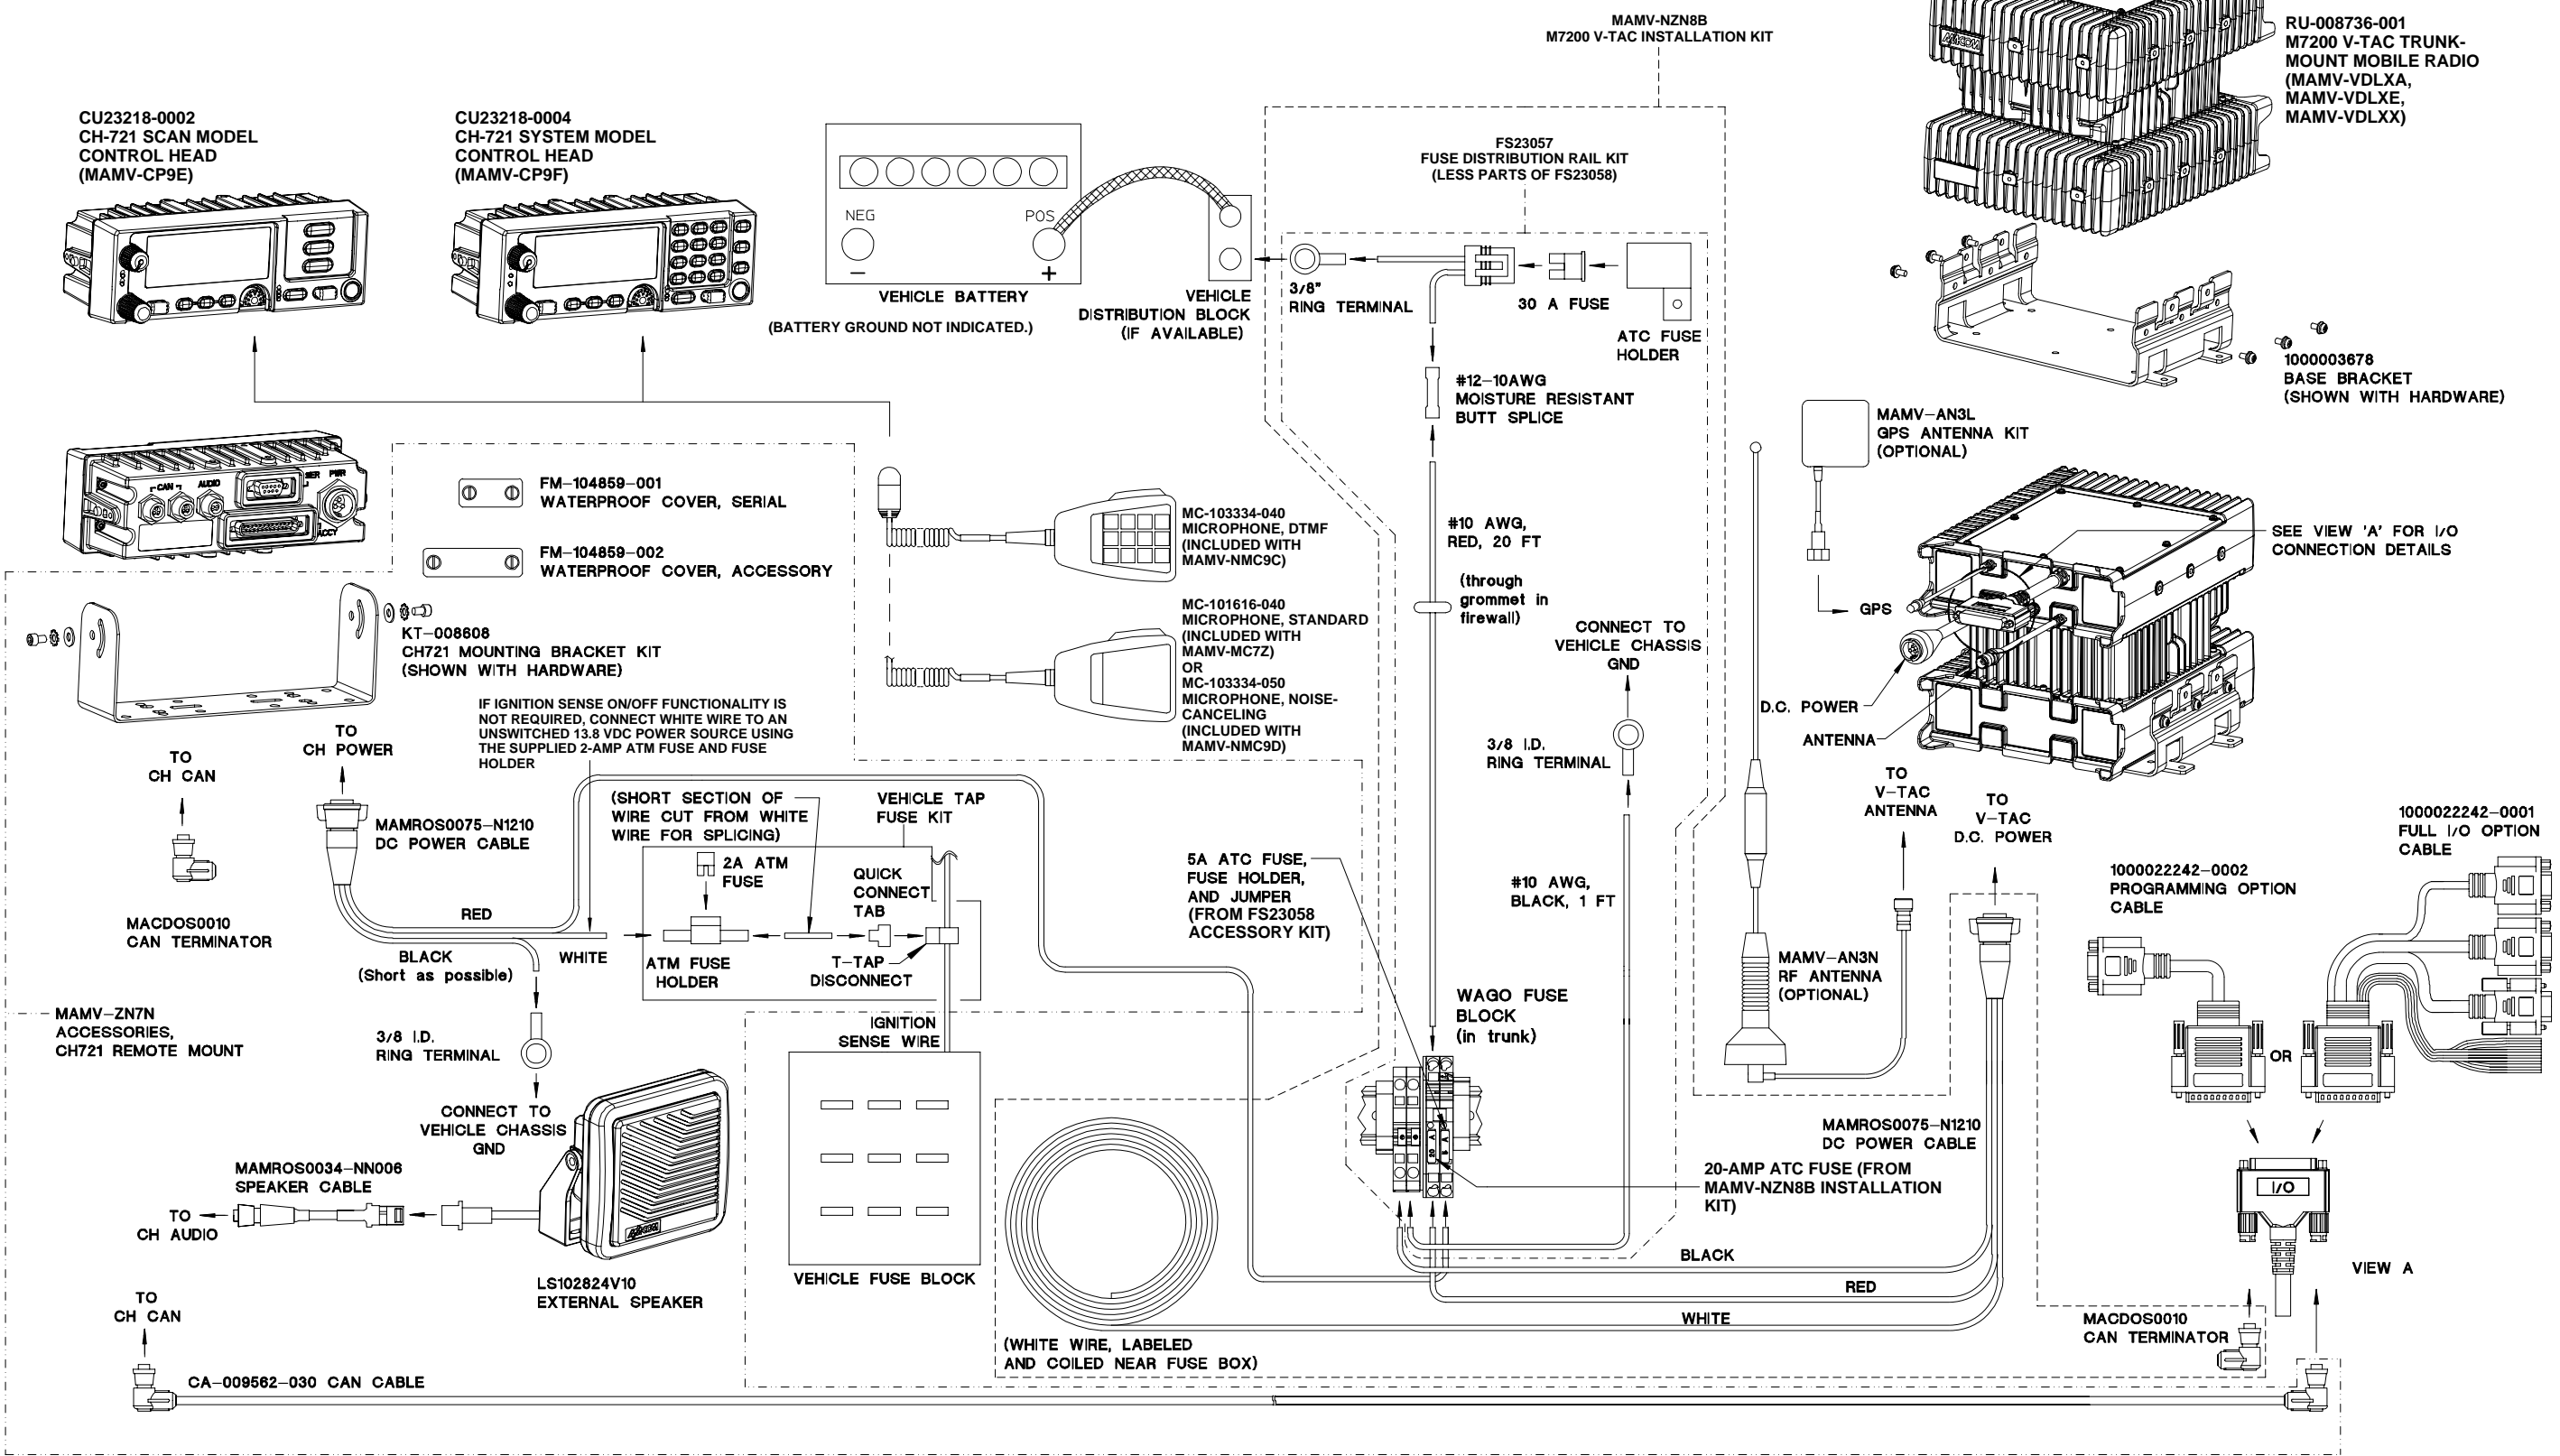 MAMV-NZN8B
M7200 V-TAC INSTALLATION KIT
RU-008736-001
M7200 V-TAC TRUNK-
MOUNT MOBILE RADIO
(MAMV-VDLXA,
MAMV-VDLXE,
MAMV-VDLXX)
CU23218-0002
CH-721 SCAN MODEL
CONTROL HEAD
(MAMV-CP9E)
CU23218-0004
CH-721 SYSTEM MODEL
CONTROL HEAD
(MAMV-CP9F)
FS23057
FUSE DISTRIBUTION RAIL KIT
(LESS PARTS OF FS23058)
NEG
POS
−
+
VEHICLE BATTERY
(BATTERY GROUND NOT INDICATED.)
VEHICLE
DISTRIBUTION BLOCK
(IF AVAILABLE)
3/8"
RING TERMINAL
30 A FUSE
ATC FUSE
HOLDER
#12-10AWG
MOISTURE RESISTANT
BUTT SPLICE
1000003678
BASE BRACKET
(SHOWN WITH HARDWARE)
MAMV-AN3L
GPS ANTENNA KIT
(OPTIONAL)
CAN
AUDIO
PWR
ACCY
FM-104859-001
WATERPROOF COVER, SERIAL
FM-104859-002
WATERPROOF COVER, ACCESSORY
MC-103334-040
MICROPHONE, DTMF
(INCLUDED WITH
MAMV-NMC9C)
#10 AWG,
RED, 20 FT
(through
grommet in
firewall)
SEE VIEW 'A' FOR I/O
CONNECTION DETAILS
GPS
KT-008608
CH721 MOUNTING BRACKET KIT
(SHOWN WITH HARDWARE)
MC-101616-040
MICROPHONE, STANDARD
(INCLUDED WITH
MAMV-MC7Z)
OR
MC-103334-050
MICROPHONE, NOISE-
CANCELING
(INCLUDED WITH
MAMV-NMC9D)
CONNECT TO
VEHICLE CHASSIS
GND
3/8 I.D.
RING TERMINAL
D.C. POWER
ANTENNA
IF IGNITION SENSE ON/OFF FUNCTIONALITY IS
NOT REQUIRED, CONNECT WHITE WIRE TO AN
UNSWITCHED 13.8 VDC POWER SOURCE USING
THE SUPPLIED 2-AMP ATM FUSE AND FUSE
HOLDER
TO
CH POWER
TO
CH CAN
MAMROS0075-N1210
DC POWER CABLE
(SHORT SECTION OF
WIRE CUT FROM WHITE
WIRE FOR SPLICING)
VEHICLE TAP
FUSE KIT
2A ATM
FUSE
QUICK
CONNECT
TAB
TO
V-TAC
ANTENNA
TO
V-TAC
D.C. POWER
1000022242-0001
FULL I/O OPTION
CABLE
1000022242-0002
PROGRAMMING OPTION
CABLE
5A ATC FUSE,
FUSE HOLDER,
AND JUMPER
(FROM FS23058
ACCESSORY KIT)
#10 AWG,
BLACK, 1 FT
MACDOS0010
CAN TERMINATOR
RED
BLACK
(Short as possible)
WHITE
ATM FUSE
HOLDER
T-TAP
DISCONNECT
MAMV-AN3N
RF ANTENNA
(OPTIONAL)
WAGO FUSE
BLOCK
(in trunk)
MAMV-ZN7N
ACCESSORIES,
CH721 REMOTE MOUNT
3/8 I.D.
RING TERMINAL
IGNITION
SENSE WIRE
OR
CONNECT TO
VEHICLE CHASSIS
GND
MAMROS0075-N1210
DC POWER CABLE
20-AMP ATC FUSE (FROM
MAMV-NZN8B INSTALLATION
KIT)
MAMROS0034-NN006
SPEAKER CABLE
TO
CH AUDIO
I/O
VIEW A
BLACK
RED
WHITE
VEHICLE FUSE BLOCK
LS102824V10
EXTERNAL SPEAKER
TO
CH CAN
MACDOS0010
CAN TERMINATOR
(WHITE WIRE, LABELED
AND COILED NEAR FUSE BOX)
CA-009562-030 CAN CABLE